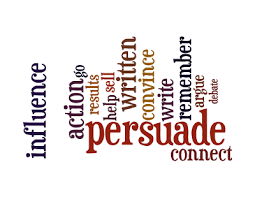 influence
action
go
results
help
sell
written
convince
write
remember
argue
debate
persuade
connect